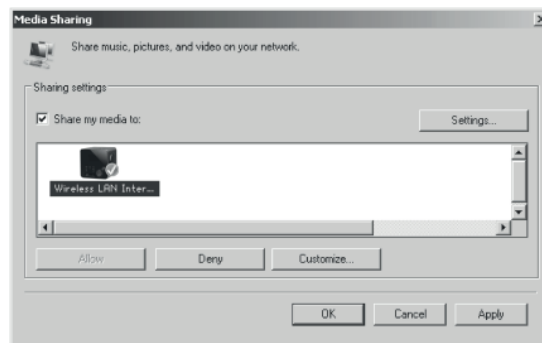 Media Sharing
Share music, pictures, and video on your network.
Sharing settings
Share my media to:
Settings...
Wireless LAN Inter...
Allow
Deny
Customize...
OK
Cancel
Apply